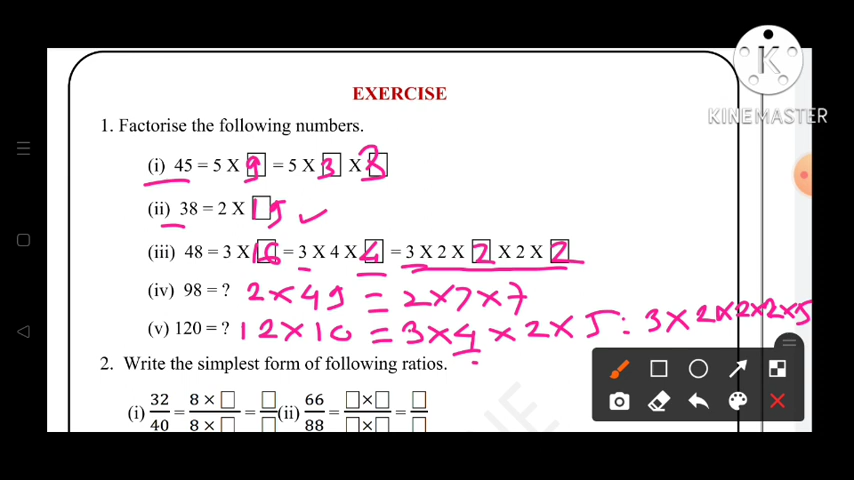 EXERCISE
KINEMASTER
1. Factorise the following numbers.
(i) 45 = 5 X 9 = 5 X 3 X 3
(ii) 38 = 2 X 19 ✓
(iii) 48 = 3 X 16 = 3 X 4 X 4 = 3 X 2 X 2 X 2 X 2
(iv) 98 = ? 2 × 49 = 2 × 7 × 7
(v) 120 = ? 12 × 10 = 3 × 4 × 2 × 5 : 3 × 2 × 2 × 2 × 5
2. Write the simplest form of following ratios.
(i) 32/40 = 8 × □/8 × □ = □/□ (ii) 66/88 = □×□/□×□ = □/□